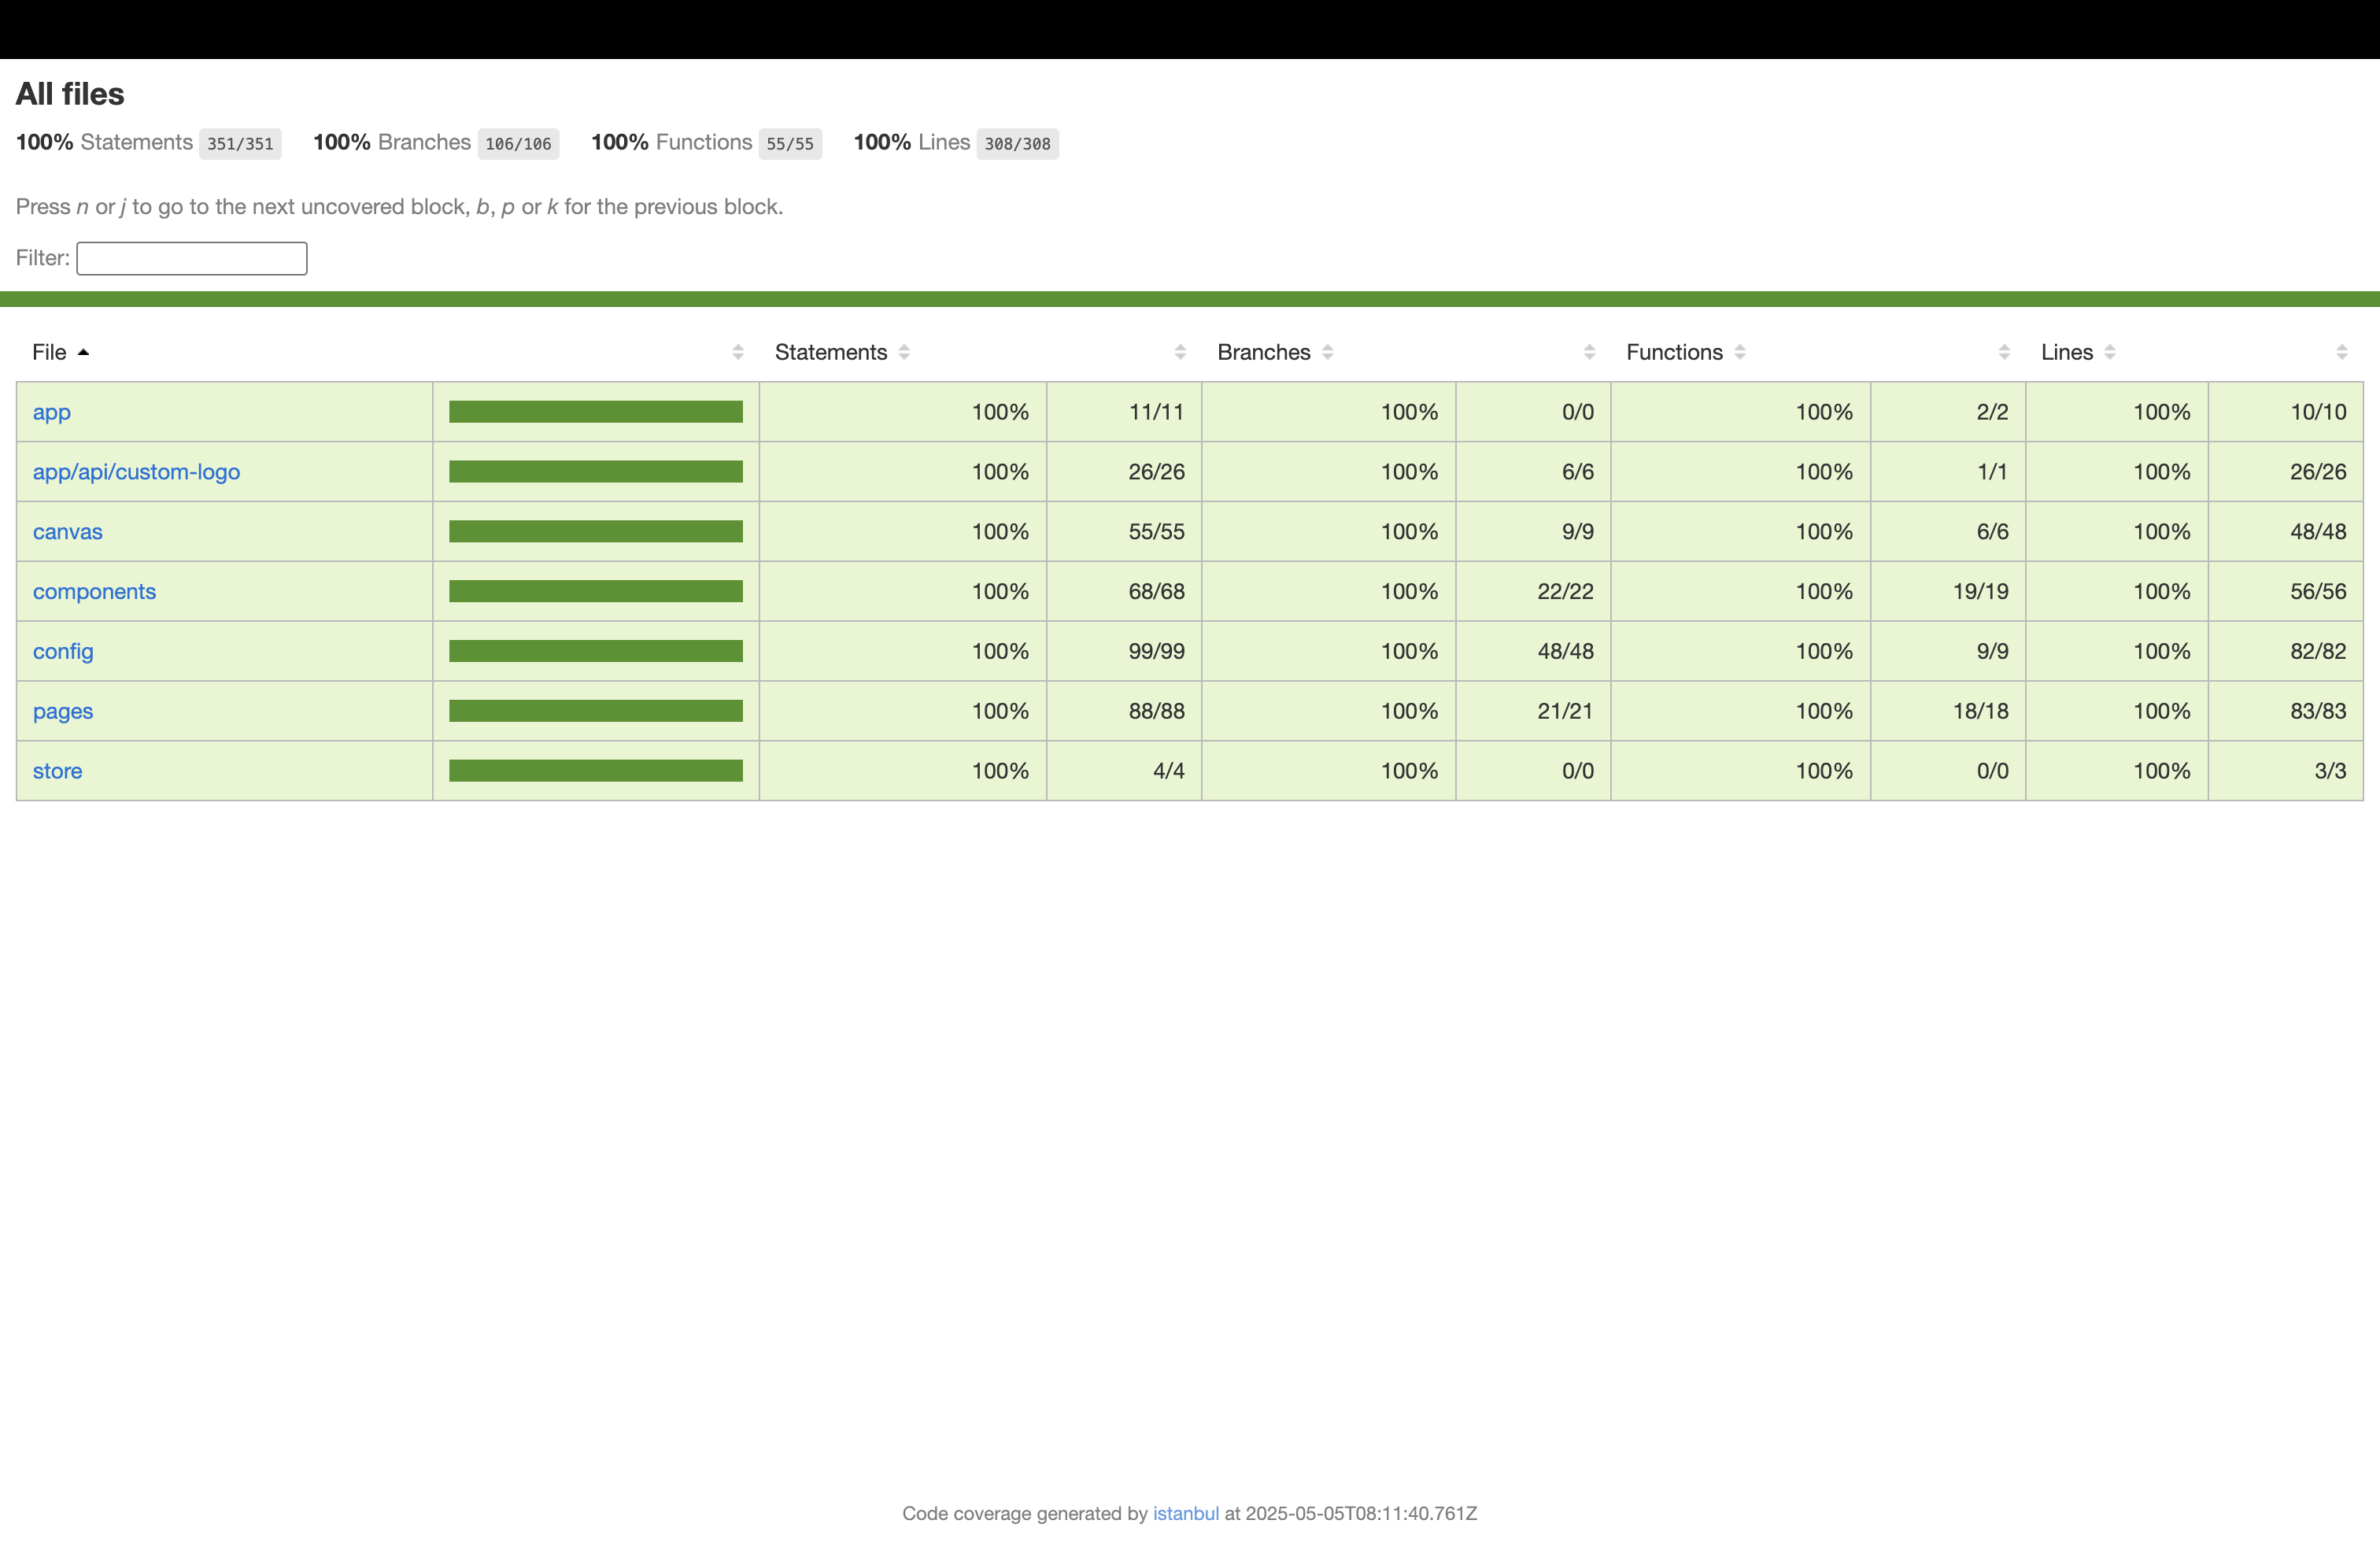 All files
100% Statements 351/351 100% Branches 106/106 100% Functions 55/55 100% Lines 308/308
Press n or j to go to the next uncovered block, b, p or k for the previous block.
Filter:
File Statements Branches Functions Lines
app 100% 11/11 100% 0/0 100% 2/2 100% 10/10
app/api/custom-logo 100% 26/26 100% 6/6 100% 1/1 100% 26/26
canvas 100% 55/55 100% 9/9 100% 6/6 100% 48/48
components 100% 68/68 100% 22/22 100% 19/19 100% 56/56
config 100% 99/99 100% 48/48 100% 9/9 100% 82/82
pages 100% 88/88 100% 21/21 100% 18/18 100% 83/83
store 100% 4/4 100% 0/0 100% 0/0 100% 3/3
Code coverage generated by istanbul at 2025-05-05T08:11:40.761Z